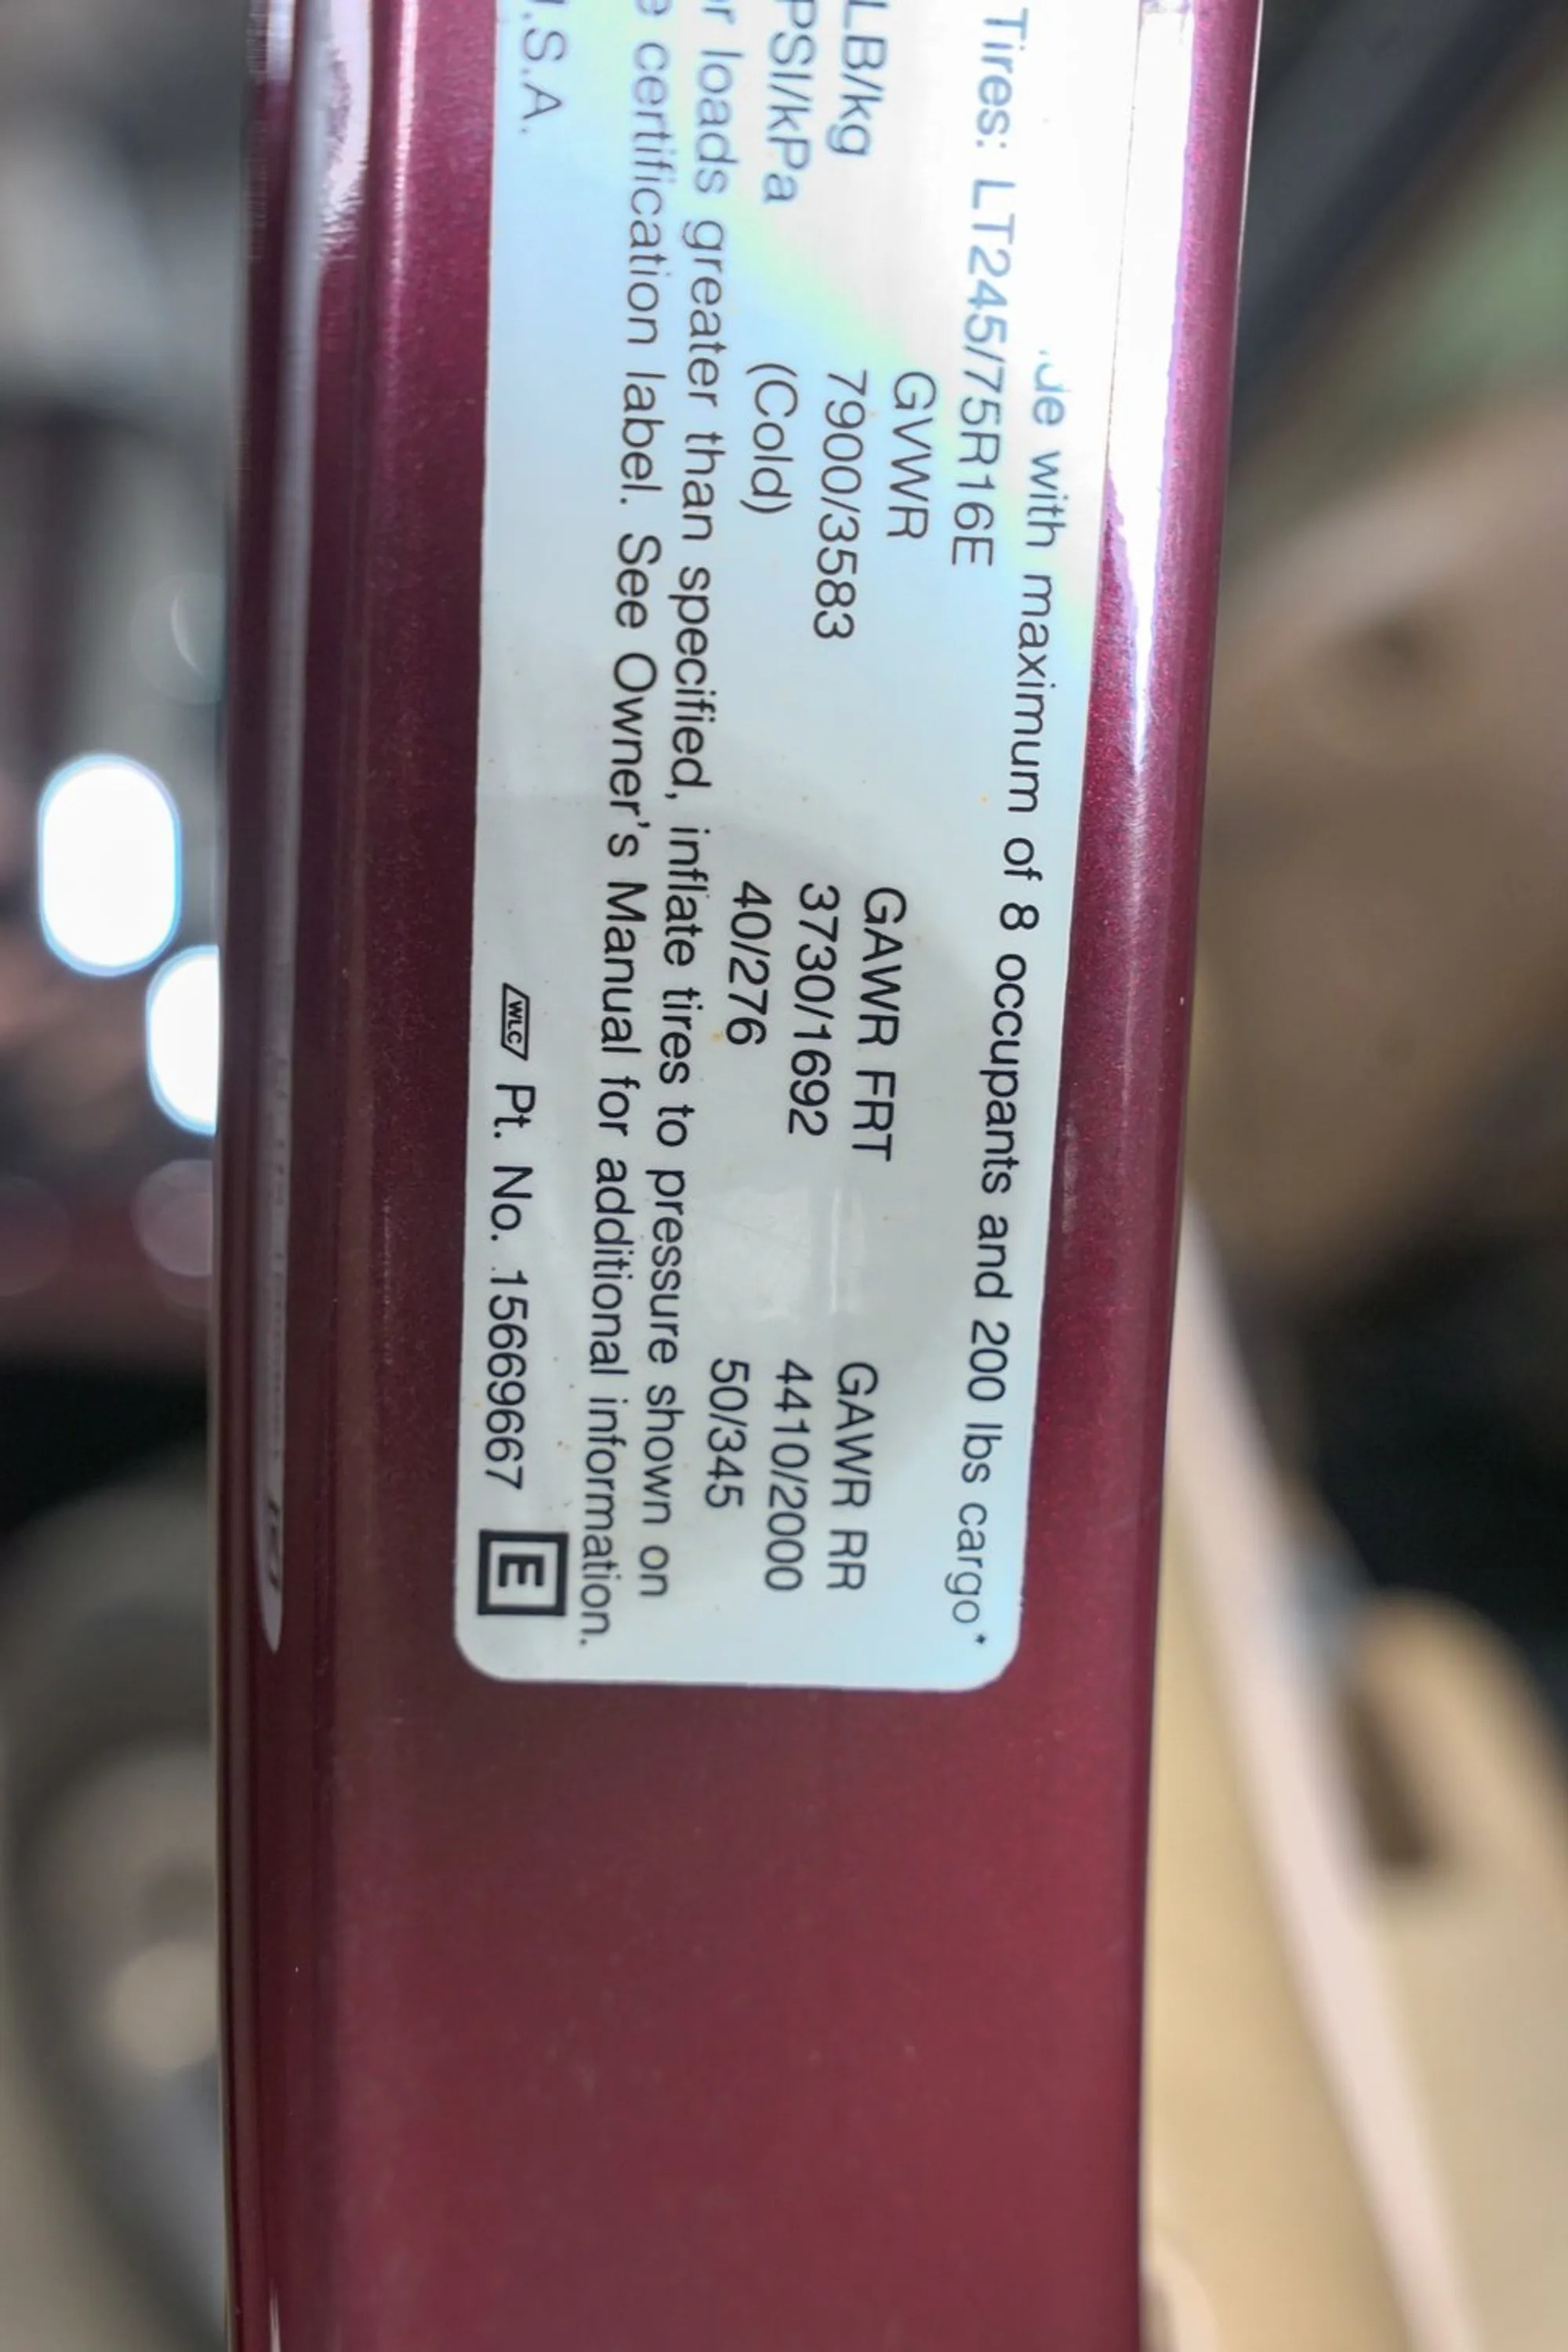 with maximum of 8 occupants and 200 lbs cargo*
Tires: LT245/75R16E
GVWR GAWR FRT GAWR RR
LB/kg 7900/3583 3730/1692 4410/2000
PSI/kPa (Cold) 40/276 50/345
loads greater than specified, inflate tires to pressure shown on
certification label. See Owner's Manual for additional information.
.S.A. WLC Pt. No. 15669667 E